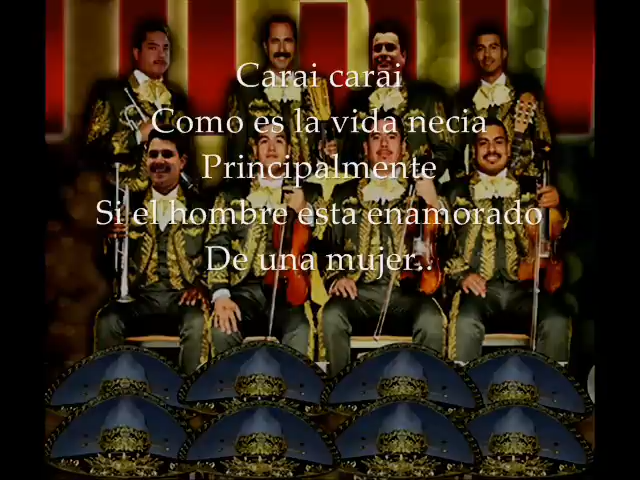 Carai carai
Como es la vida necia
Principalmente
Si el hombre esta enamorado
De una mujer..